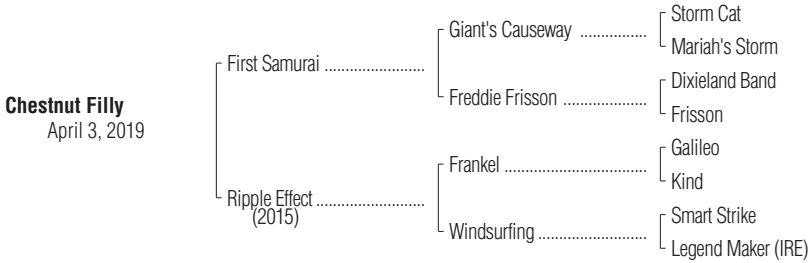 Storm Cat
Giant's Causeway ................
Mariah's Storm
First Samurai ........................
Dixieland Band
Freddie Frisson ....................
Frisson
Chestnut Filly
April 3, 2019
Galileo
Frankel ..................................
Kind
Ripple Effect ..........................
(2015)
Smart Strike
Windsurfing ..........................
Legend Maker (IRE)